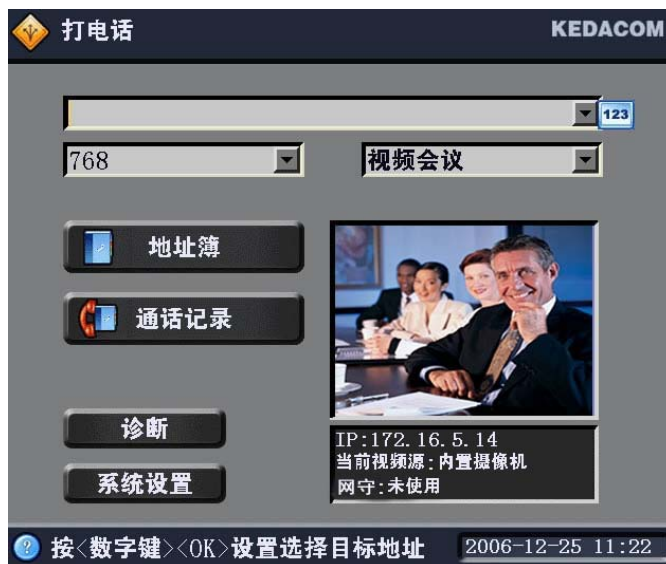 打电话
KEDACOM
123
768
视频会议
地址簿
通话记录
诊断
系统设置
IP:172.16.5.14
当前视频源:内置摄像机
网守:未使用
按<数字键><OK>设置选择目标地址
2006-12-25 11:22